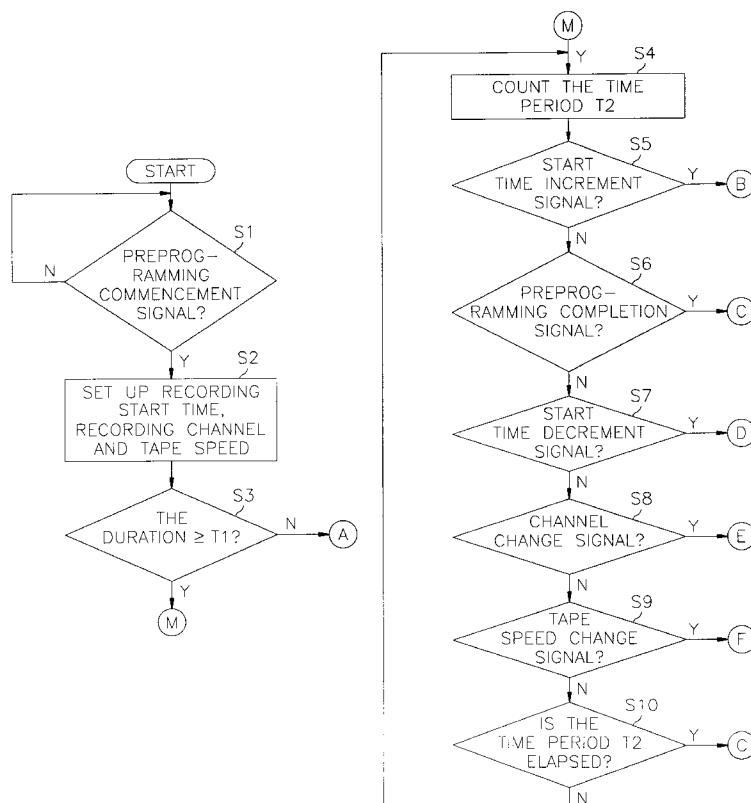 START
S1
PREPROG-
RAMMING
COMMENCEMENT
SIGNAL?
N
Y
S2
SET UP RECORDING
START TIME,
RECORDING CHANNEL
AND TAPE SPEED
S3
THE
DURATION ≥ T1?
N
A
Y
M
M
Y
S4
COUNT THE TIME
PERIOD T2
S5
START
TIME INCREMENT
SIGNAL?
Y
B
N
S6
PREPROG-
RAMMING COMPLETION
SIGNAL?
Y
C
N
S7
START
TIME DECREMENT
SIGNAL?
Y
D
N
S8
CHANNEL
CHANGE SIGNAL?
Y
E
N
S9
TAPE
SPEED CHANGE
SIGNAL?
Y
F
N
S10
IS THE
TIME PERIOD T2
ELAPSED?
Y
C
N